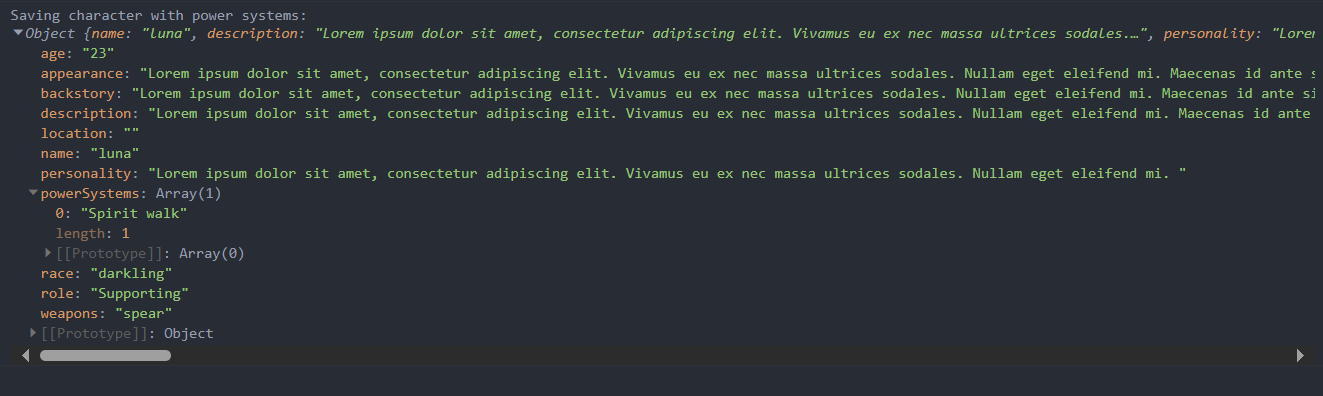 Saving character with power systems:
Object {name: "luna", description: "Lorem ipsum dolor sit amet, consectetur adipiscing elit. Vivamus eu ex nec massa ultrices sodales.…", personality: "Lorem
age: "23"
appearance: "Lorem ipsum dolor sit amet, consectetur adipiscing elit. Vivamus eu ex nec massa ultrices sodales. Nullam eget eleifend mi. Maecenas id ante s
backstory: "Lorem ipsum dolor sit amet, consectetur adipiscing elit. Vivamus eu ex nec massa ultrices sodales. Nullam eget eleifend mi. Maecenas id ante si
description: "Lorem ipsum dolor sit amet, consectetur adipiscing elit. Vivamus eu ex nec massa ultrices sodales. Nullam eget eleifend mi. Maecenas id ante
location: ""
name: "luna"
personality: "Lorem ipsum dolor sit amet, consectetur adipiscing elit. Vivamus eu ex nec massa ultrices sodales. Nullam eget eleifend mi. "
powerSystems: Array(1)
0: "Spirit walk"
length: 1
[[Prototype]]: Array(0)
race: "darkling"
role: "Supporting"
weapons: "spear"
[[Prototype]]: Object